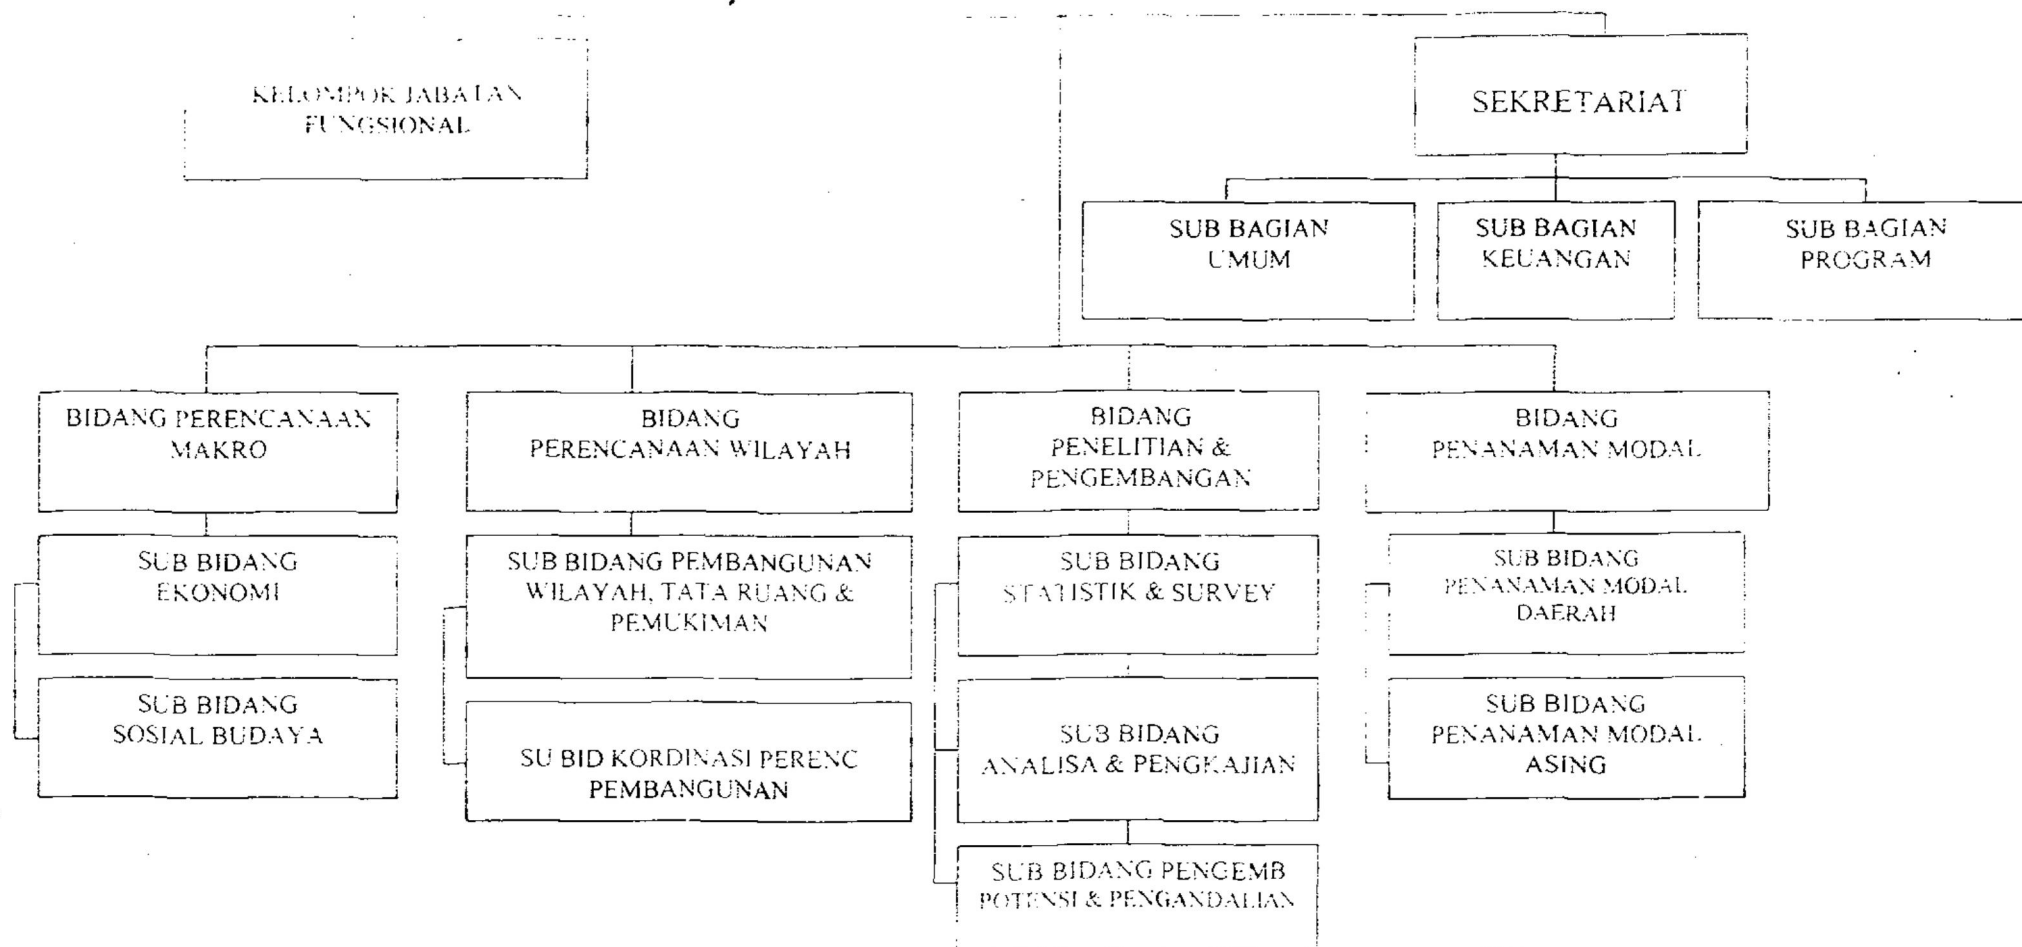 KELOMPOK JABATAN
FUNGSIONAL
SEKRETARIAT
SUB BAGIAN
UMUM
SUB BAGIAN
KEUANGAN
SUB BAGIAN
PROGRAM
BIDANG PERENCANAAN
MAKRO
BIDANG
PERENCANAAN WILAYAH
BIDANG
PENELITIAN &
PENGEMBANGAN
BIDANG
PENANAMAN MODAL
SUB BIDANG
EKONOMI
SUB BIDANG PEMBANGUNAN
WILAYAH, TATA RUANG &
PEMUKIMAN
SUB BIDANG
STATISTIK & SURVEY
SUB BIDANG
PENANAMAN MODAL
DAERAH
SUB BIDANG
SOSIAL BUDAYA
SU BID KORDINASI PERENC
PEMBANGUNAN
SUB BIDANG
ANALISA & PENGKAJIAN
SUB BIDANG
PENANAMAN MODAL
ASING
SUB BIDANG PENGEMB
POTENSI & PENGANDALIAN